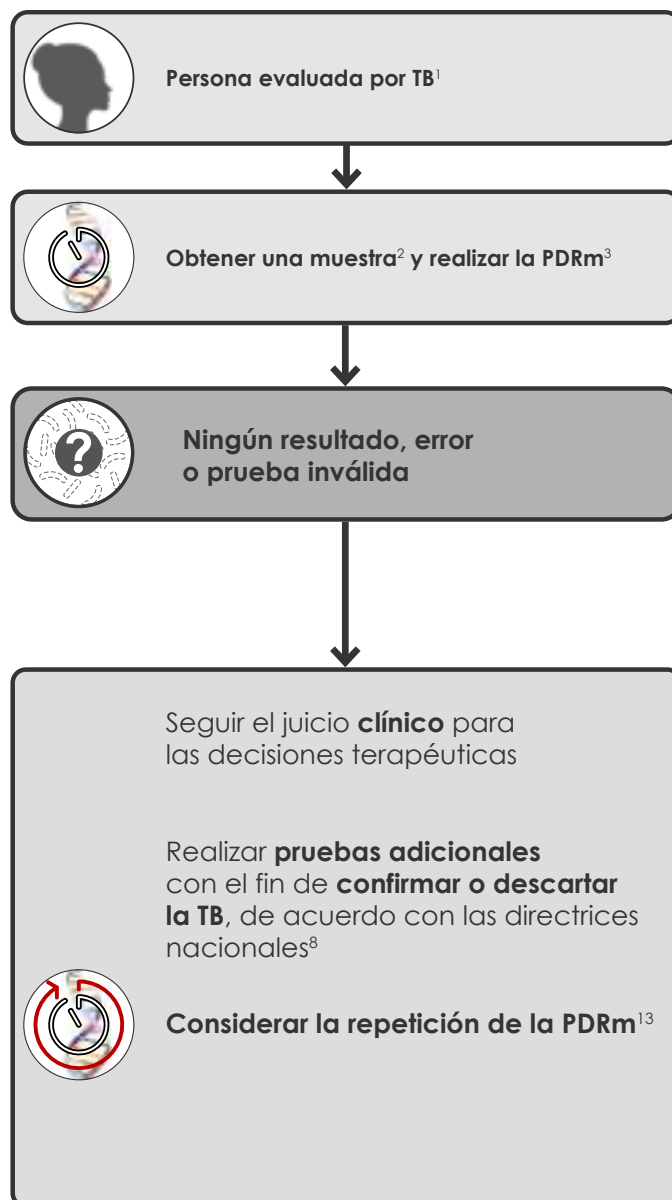 Persona evaluada por TB¹
Obtener una muestra² y realizar la PDRm³
?
Ningún resultado, error
o prueba inválida
Seguir el juicio clínico para
las decisiones terapéuticas
Realizar pruebas adicionales
con el fin de confirmar o descartar
la TB, de acuerdo con las directrices
nacionales⁸
Considerar la repetición de la PDRm¹³